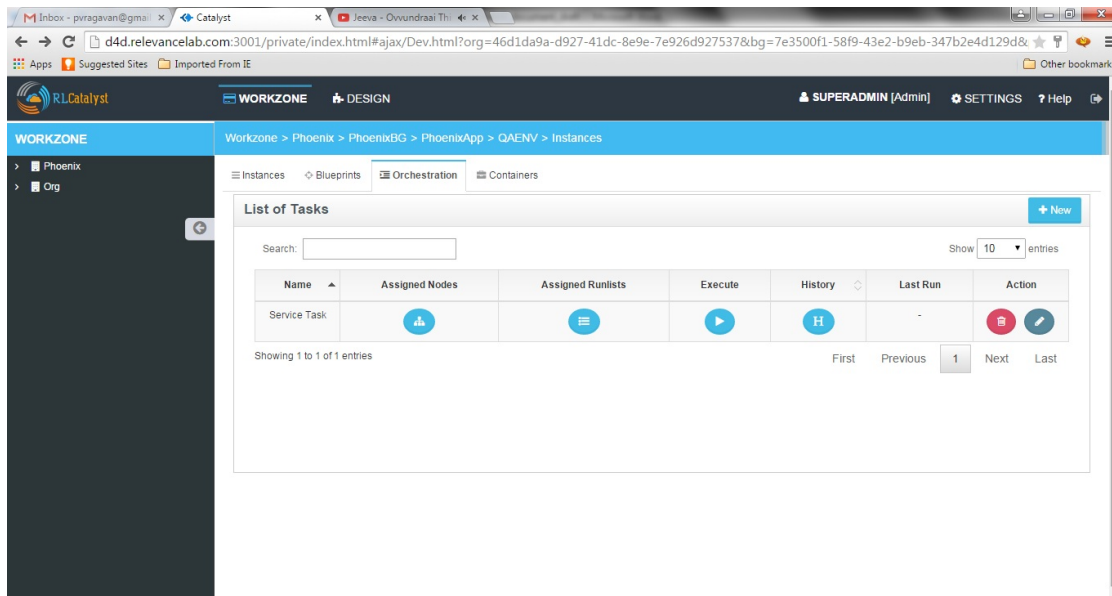 Inbox - pvragavan@gmai
Catalyst
Jeeva - Ovvundraai Th
d4d.relevancelab.com:3001/private/index.html#ajax/Dev.html?org=46d1da9a-d927-41dc-8e9e-7e926d927537&bg=7e3500f1-58f9-43e2-b9eb-347b2e4d129d&
Apps Suggested Sites Imported From IE Other bookmark
RLCatalyst WORKZONE DESIGN SUPERADMIN [Admin] SETTINGS ? Help
WORKZONE
Workzone > Phoenix > PhoenixBG > PhoenixApp > QAENV > Instances
> Phoenix
> Org
Instances Blueprints Orchestration Containers
List of Tasks + New
Search: Show 10 entries
Name Assigned Nodes Assigned Runlists Execute History Last Run Action
Service Task H -
Showing 1 to 1 of 1 entries First Previous 1 Next Last